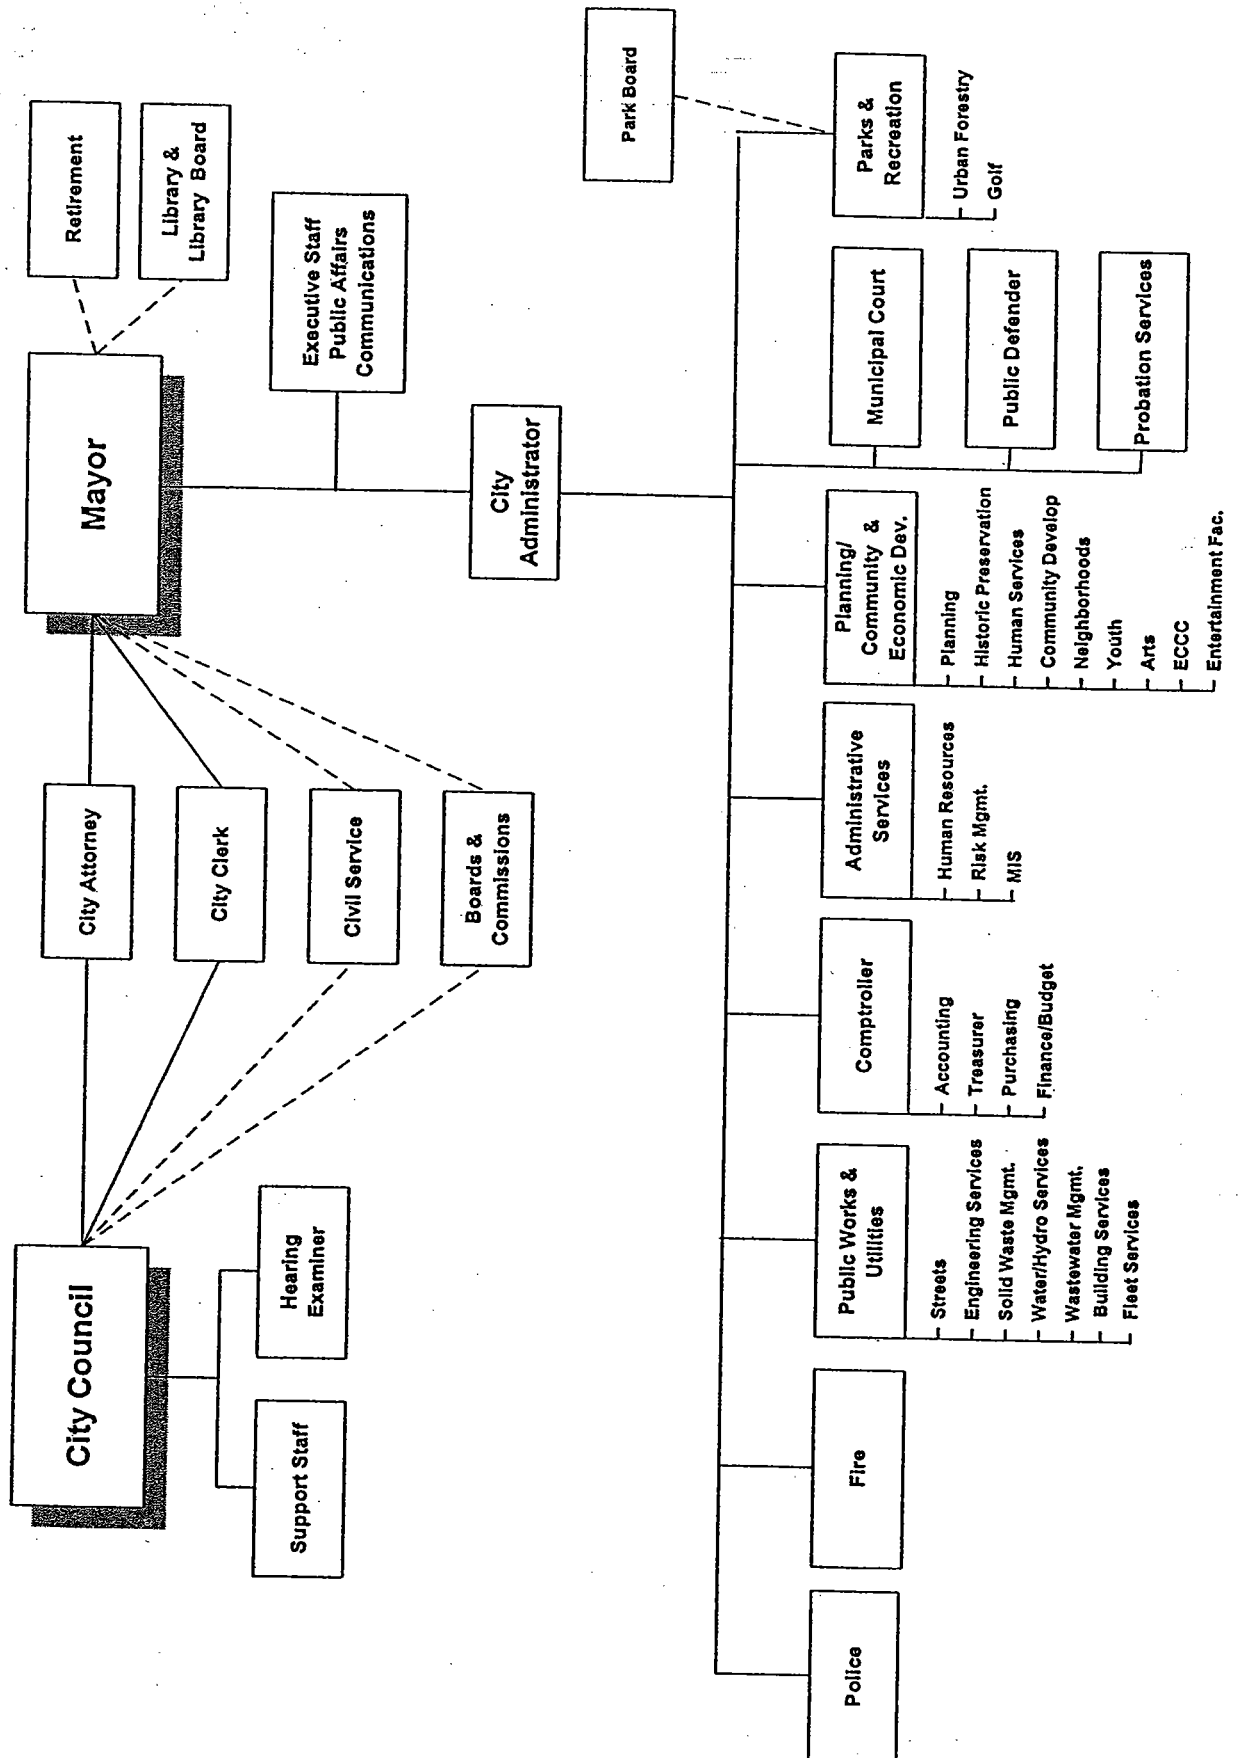 City Council
Mayor
Retirement
Library &
Library Board
City Attorney
City Clerk
Civil Service
Boards &
Commissions
Support Staff
Hearing
Examiner
Executive Staff
Public Affairs
Communications
City
Administrator
Park Board
Police
Fire
Public Works &
Utilities
Streets
Engineering Services
Solid Waste Mgmt.
Water/Hydro Services
Wastewater Mgmt.
Building Services
Fleet Services
Comptroller
Accounting
Treasurer
Purchasing
Finance/Budget
Administrative
Services
Human Resources
Risk Mgmt.
MIS
Planning/
Community &
Economic Dev.
Planning
Historic Preservation
Human Services
Community Develop
Neighborhoods
Youth
Arts
ECCC
Entertainment Fac.
Municipal Court
Public Defender
Probation Services
Parks &
Recreation
Urban Forestry
Golf